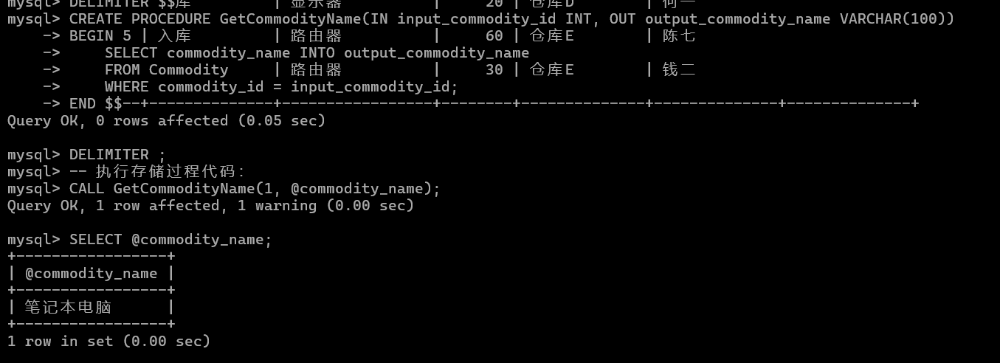 mysql> DELIMITER $$库 | 显示器 | 20 | 仓库D | 何一
mysql> CREATE PROCEDURE GetCommodityName(IN input_commodity_id INT, OUT output_commodity_name VARCHAR(100))
    -> BEGIN 5 | 入库 | 路由器 | 60 | 仓库E | 陈七
    ->     SELECT commodity_name INTO output_commodity_name
    ->     FROM Commodity | 路由器 | 30 | 仓库E | 钱二
    ->     WHERE commodity_id = input_commodity_id;
    -> END $$--+--------------+-----------------+--------+--------------+--------------+--------------+
Query OK, 0 rows affected (0.05 sec)
mysql> DELIMITER ;
mysql> -- 执行存储过程代码:
mysql> CALL GetCommodityName(1, @commodity_name);
Query OK, 1 row affected, 1 warning (0.00 sec)
mysql> SELECT @commodity_name;
+-----------------+
| @commodity_name |
+-----------------+
| 笔记本电脑 |
+-----------------+
1 row in set (0.00 sec)